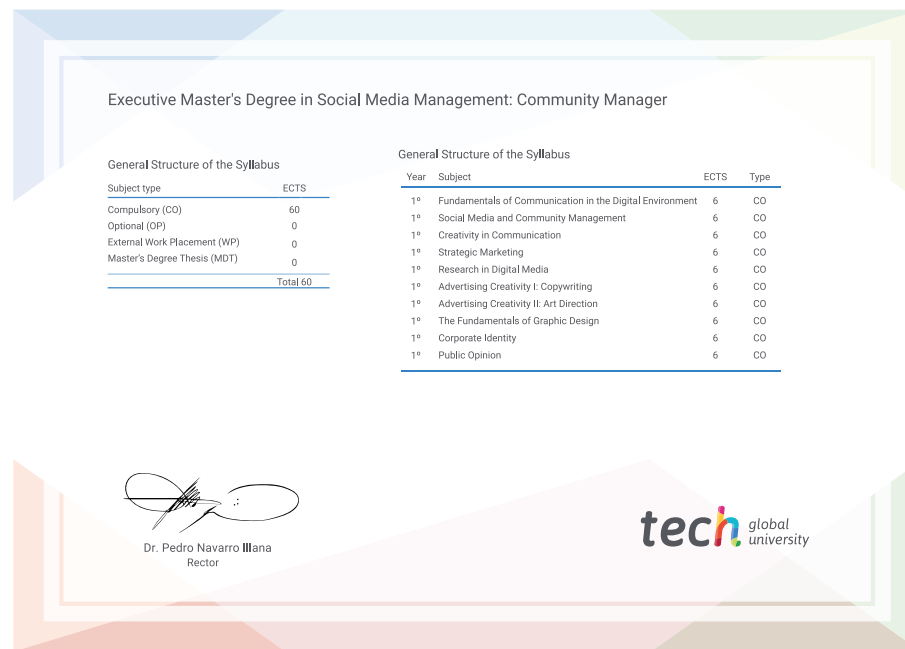 Executive Master's Degree in Social Media Management: Community Manager
General Structure of the Syllabus
Subject type ECTS
Compulsory (CO) 60
Optional (OP) 0
External Work Placement (WP) 0
Master's Degree Thesis (MDT) 0
Total 60
General Structure of the Syllabus
Year Subject ECTS Type
1º Fundamentals of Communication in the Digital Environment 6 CO
1º Social Media and Community Management 6 CO
1º Creativity in Communication 6 CO
1º Strategic Marketing 6 CO
1º Research in Digital Media 6 CO
1º Advertising Creativity I: Copywriting 6 CO
1º Advertising Creativity II: Art Direction 6 CO
1º The Fundamentals of Graphic Design 6 CO
1º Corporate Identity 6 CO
1º Public Opinion 6 CO
Dr. Pedro Navarro Illana
Rector
tech global
university